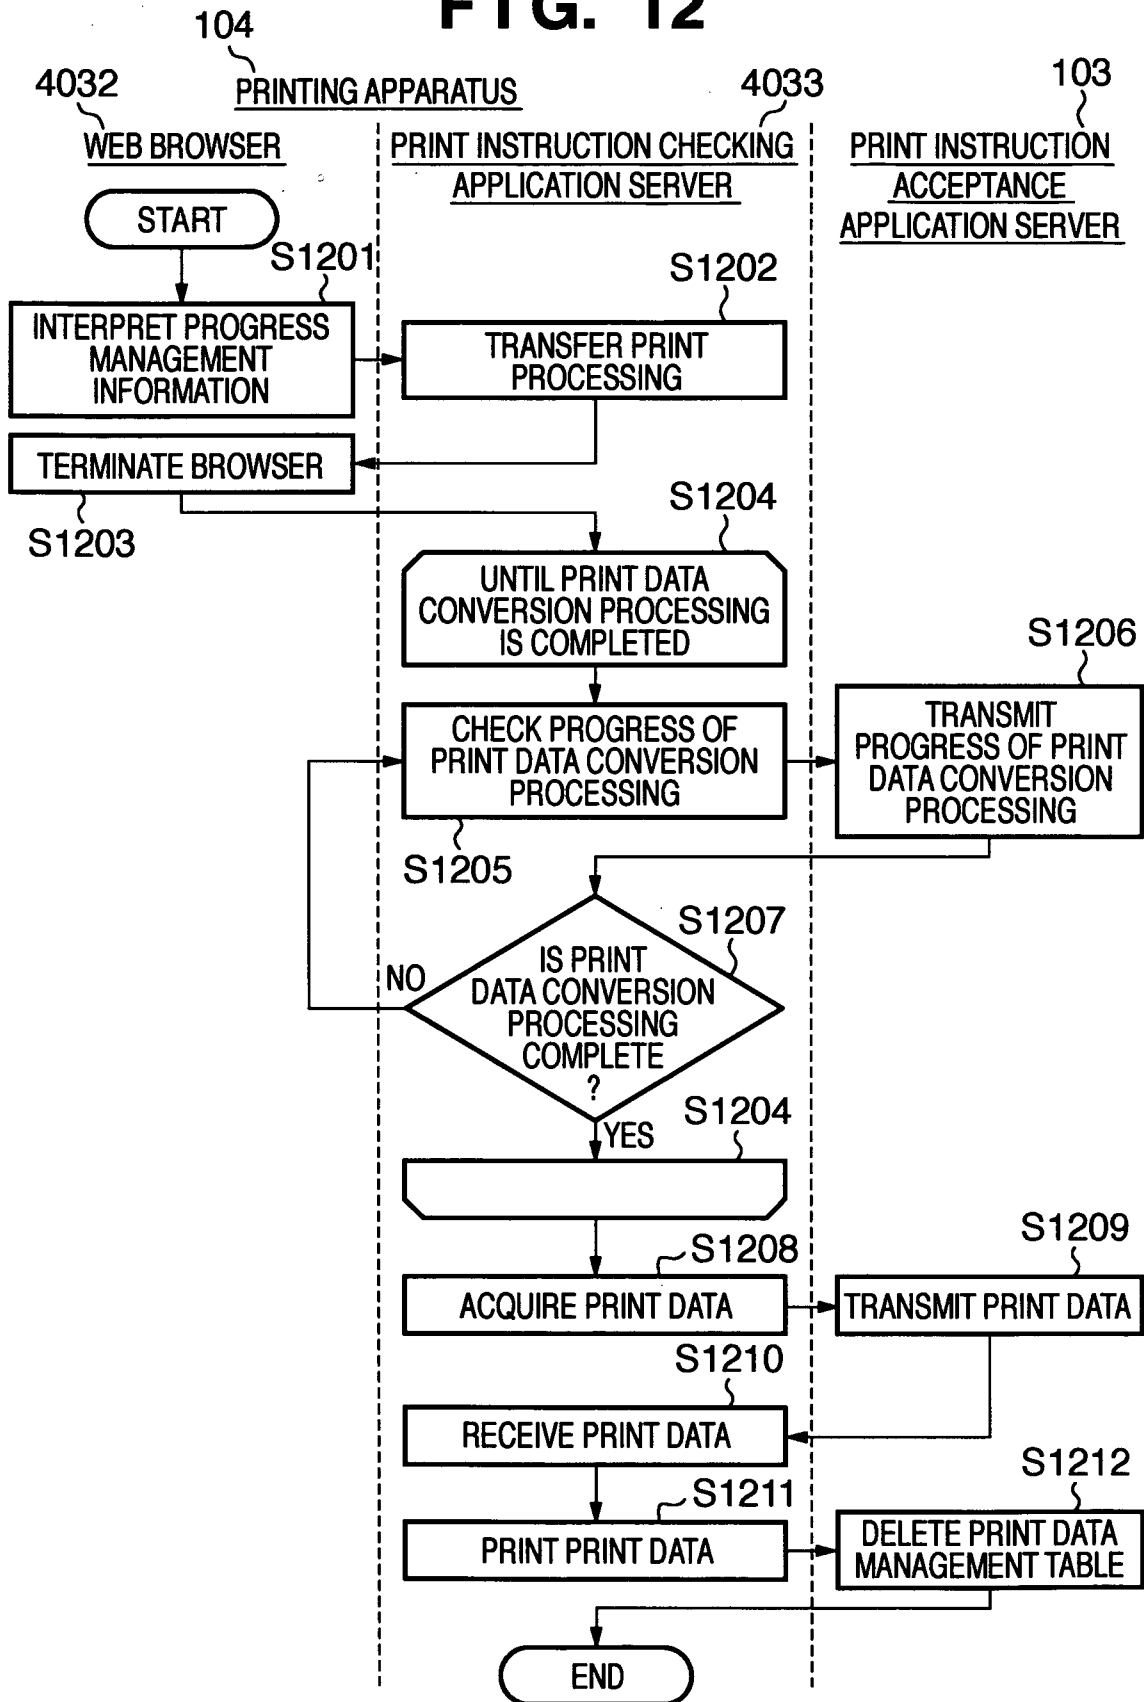 FIG. 12
104
4032
PRINTING APPARATUS
4033
103
WEB BROWSER
PRINT INSTRUCTION CHECKING
APPLICATION SERVER
PRINT INSTRUCTION
ACCEPTANCE
APPLICATION SERVER
START
S1201
INTERPRET PROGRESS
MANAGEMENT
INFORMATION
S1202
TRANSFER PRINT
PROCESSING
TERMINATE BROWSER
S1203
S1204
UNTIL PRINT DATA
CONVERSION PROCESSING
IS COMPLETED
CHECK PROGRESS OF
PRINT DATA CONVERSION
PROCESSING
S1205
S1206
TRANSMIT
PROGRESS OF PRINT
DATA CONVERSION
PROCESSING
S1207
IS PRINT
DATA CONVERSION
PROCESSING
COMPLETE
?
NO
YES
S1204
S1208
ACQUIRE PRINT DATA
S1209
TRANSMIT PRINT DATA
S1210
RECEIVE PRINT DATA
S1211
PRINT PRINT DATA
S1212
DELETE PRINT DATA
MANAGEMENT TABLE
END